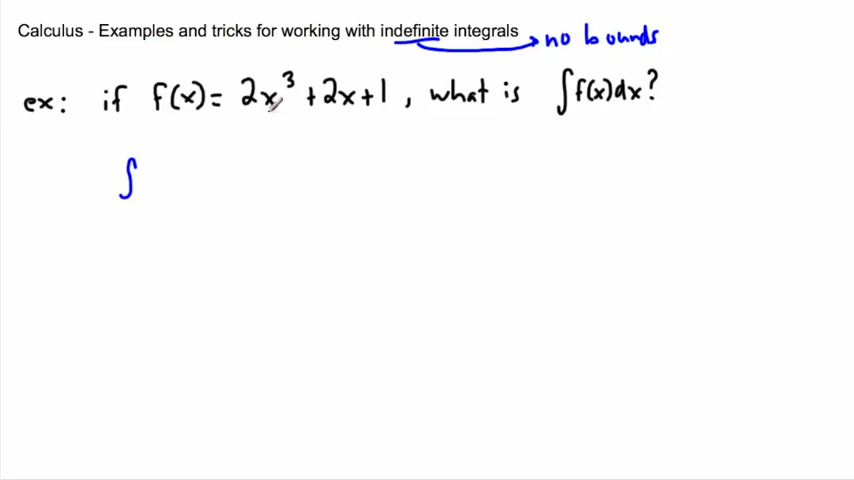 Calculus - Examples and tricks for working with indefinite integrals → no bounds
ex: if f(x) = 2x³ + 2x + 1, what is ∫f(x)dx?
∫